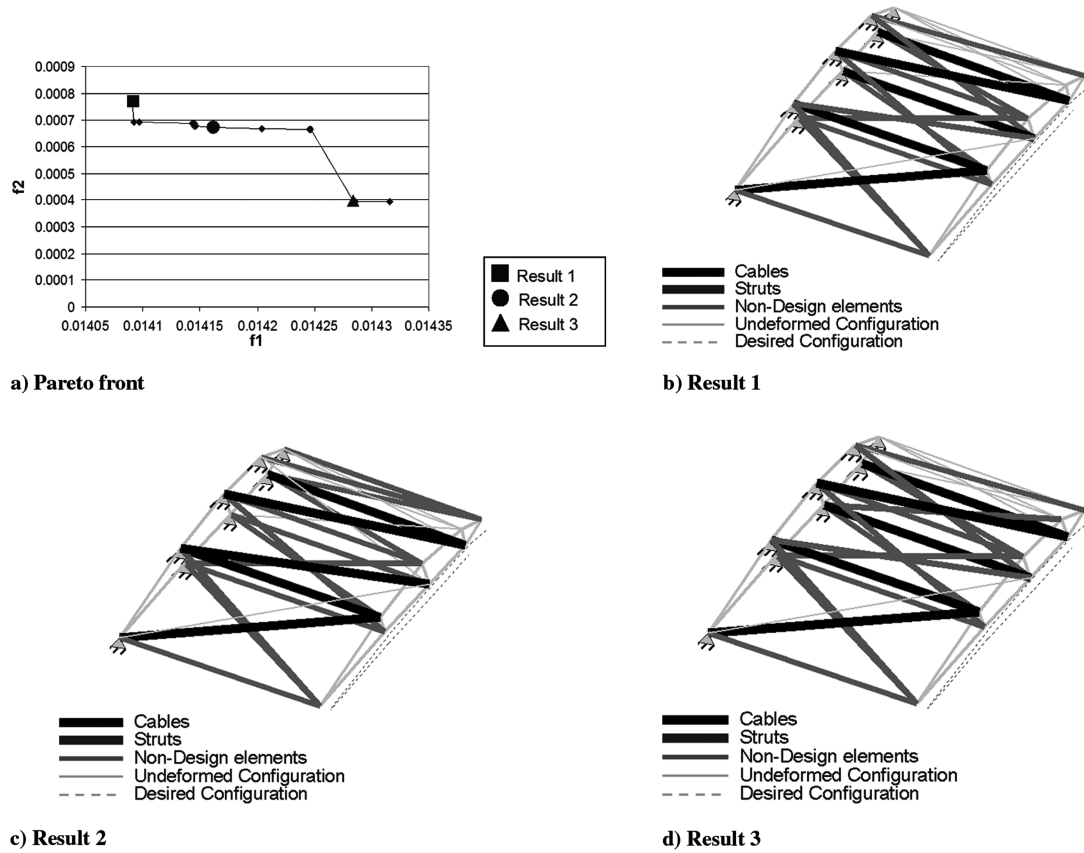 0.0009
0.0008
0.0007
0.0006
0.0005
0.0004
0.0003
0.0002
0.0001
0
f2
0.01405 0.0141 0.01415 0.0142 0.01425 0.0143 0.01435
f1
Result 1
Result 2
Result 3
a) Pareto front
Cables
Struts
Non-Design elements
Undeformed Configuration
Desired Configuration
b) Result 1
Cables
Struts
Non-Design elements
Undeformed Configuration
Desired Configuration
c) Result 2
Cables
Struts
Non-Design elements
Undeformed Configuration
Desired Configuration
d) Result 3